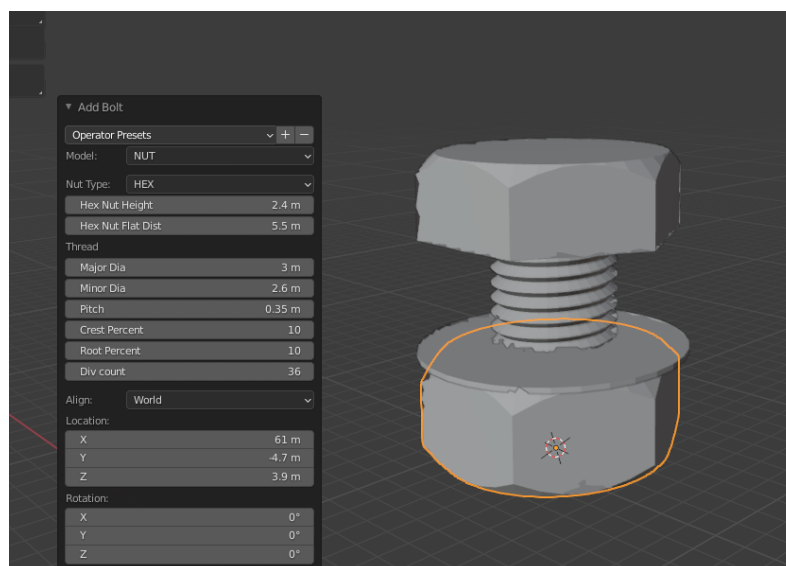 Add Bolt
Operator Presets
Model: NUT
Nut Type: HEX
Hex Nut Height 2.4 m
Hex Nut Flat Dist 5.5 m
Thread
Major Dia 3 m
Minor Dia 2.6 m
Pitch 0.35 m
Crest Percent 10
Root Percent 10
Div count 36
Align: World
Location:
X 61 m
Y -4.7 m
Z 3.9 m
Rotation:
X 0°
Y 0°
Z 0°